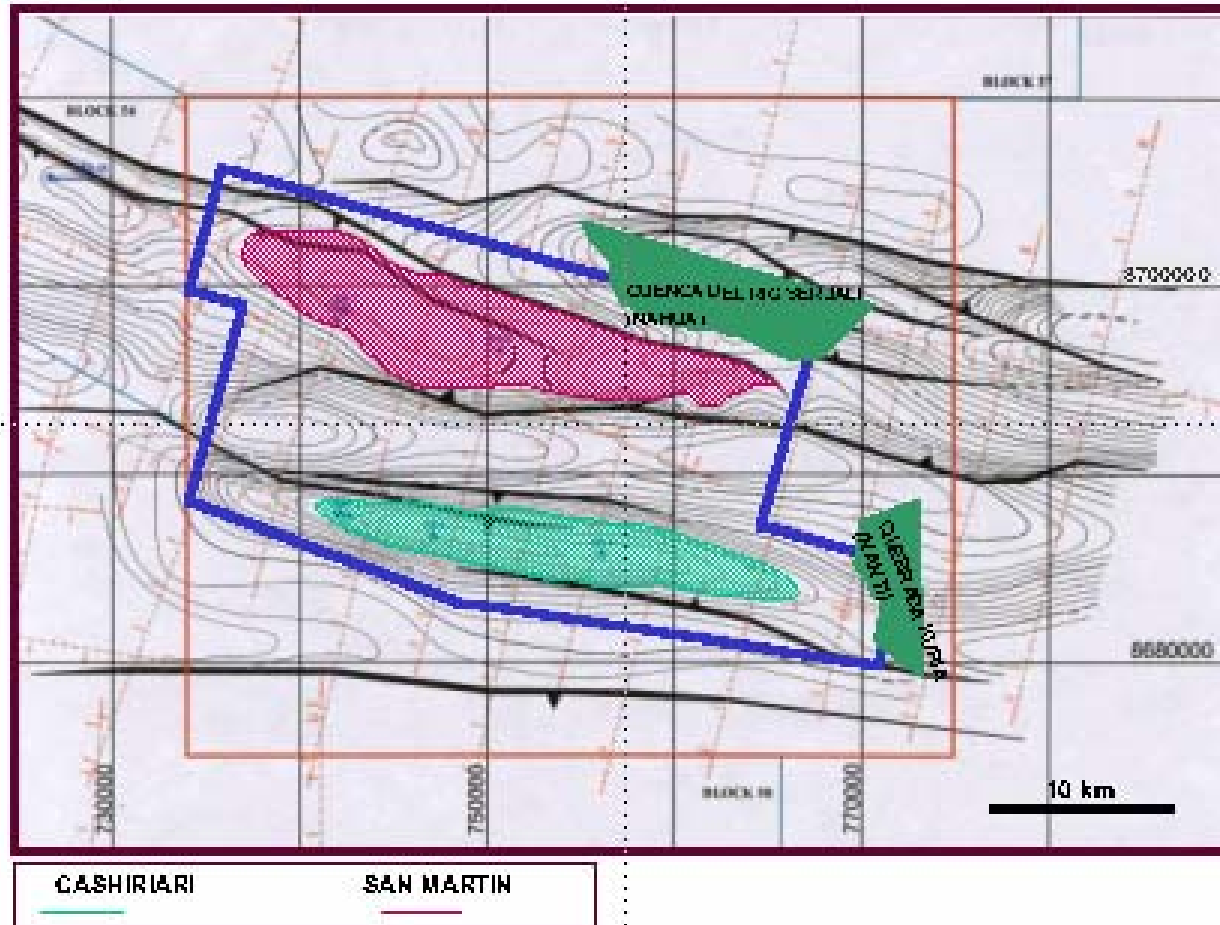 BLOCK 57
BLOCK 56
8700000
CUENCA DEL RIO SERJALI
(NAHUA)
QUEBRADA
(NANTI)
8680000
730000
750000
770000
BLOCK
10 km
CASHIRIARI
SAN MARTIN